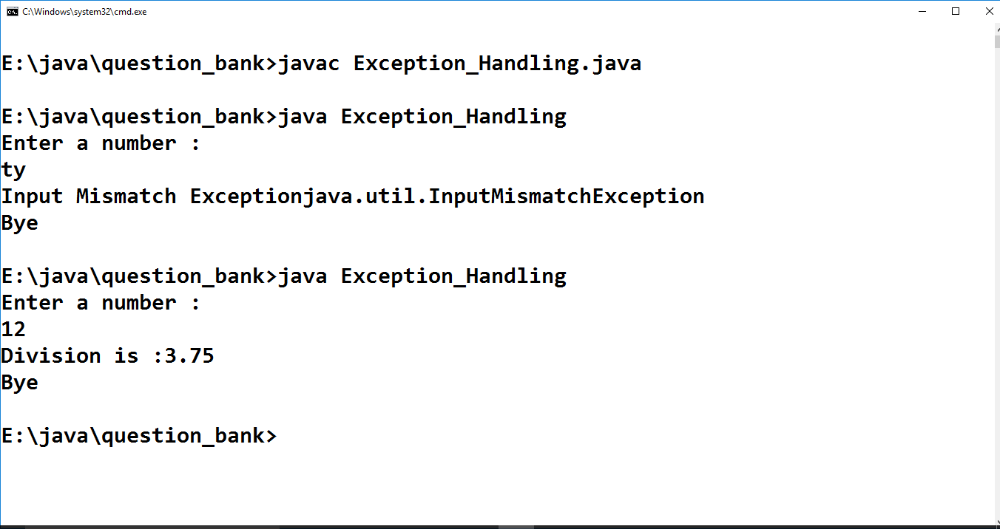 C:\Windows\system32\cmd.exe
E:\java\question_bank>javac Exception_Handling.java
E:\java\question_bank>java Exception_Handling
Enter a number :
ty
Input Mismatch Exceptionjava.util.InputMismatchException
Bye
E:\java\question_bank>java Exception_Handling
Enter a number :
12
Division is :3.75
Bye
E:\java\question_bank>